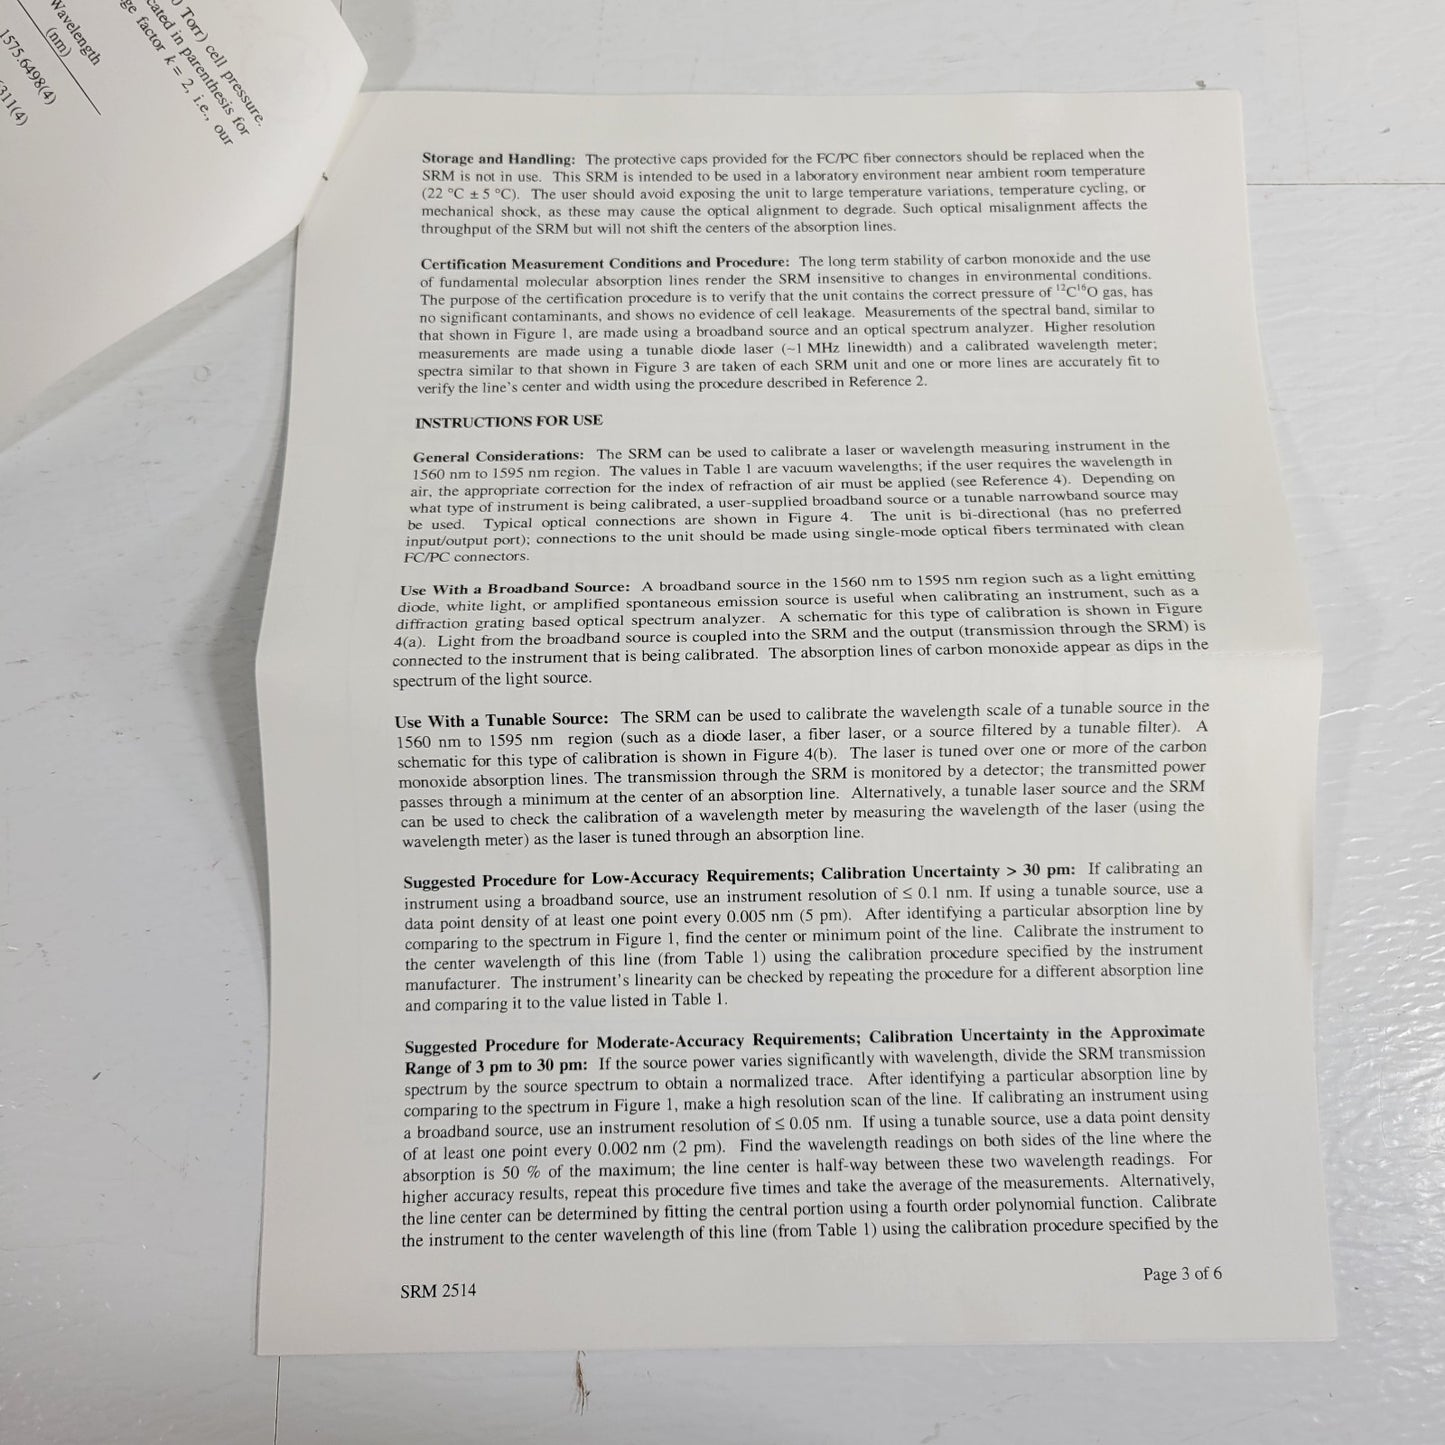 ) Torr) cell pressure.
cated in parenthesis for
ge factor k = 2, i.e., our
Wavelength
(nm)
1575.6498(4)
311(4)
Storage and Handling: The protective caps provided for the FC/PC fiber connectors should be replaced when the
SRM is not in use. This SRM is intended to be used in a laboratory environment near ambient room temperature
(22 °C ± 5 °C). The user should avoid exposing the unit to large temperature variations, temperature cycling, or
mechanical shock, as these may cause the optical alignment to degrade. Such optical misalignment affects the
throughput of the SRM but will not shift the centers of the absorption lines.
Certification Measurement Conditions and Procedure: The long term stability of carbon monoxide and the use
of fundamental molecular absorption lines render the SRM insensitive to changes in environmental conditions.
The purpose of the certification procedure is to verify that the unit contains the correct pressure of ¹²C¹⁶O gas, has
no significant contaminants, and shows no evidence of cell leakage. Measurements of the spectral band, similar to
that shown in Figure 1, are made using a broadband source and an optical spectrum analyzer. Higher resolution
measurements are made using a tunable diode laser (~1 MHz linewidth) and a calibrated wavelength meter;
spectra similar to that shown in Figure 3 are taken of each SRM unit and one or more lines are accurately fit to
verify the line's center and width using the procedure described in Reference 2.
INSTRUCTIONS FOR USE
General Considerations: The SRM can be used to calibrate a laser or wavelength measuring instrument in the
1560 nm to 1595 nm region. The values in Table 1 are vacuum wavelengths; if the user requires the wavelength in
air, the appropriate correction for the index of refraction of air must be applied (see Reference 4). Depending on
what type of instrument is being calibrated, a user-supplied broadband source or a tunable narrowband source may
be used. Typical optical connections are shown in Figure 4. The unit is bi-directional (has no preferred
input/output port); connections to the unit should be made using single-mode optical fibers terminated with clean
FC/PC connectors.
Use With a Broadband Source: A broadband source in the 1560 nm to 1595 nm region such as a light emitting
diode, white light, or amplified spontaneous emission source is useful when calibrating an instrument, such as a
diffraction grating based optical spectrum analyzer. A schematic for this type of calibration is shown in Figure
4(a). Light from the broadband source is coupled into the SRM and the output (transmission through the SRM) is
connected to the instrument that is being calibrated. The absorption lines of carbon monoxide appear as dips in the
spectrum of the light source.
Use With a Tunable Source: The SRM can be used to calibrate the wavelength scale of a tunable source in the
1560 nm to 1595 nm region (such as a diode laser, a fiber laser, or a source filtered by a tunable filter). A
schematic for this type of calibration is shown in Figure 4(b). The laser is tuned over one or more of the carbon
monoxide absorption lines. The transmission through the SRM is monitored by a detector; the transmitted power
passes through a minimum at the center of an absorption line. Alternatively, a tunable laser source and the SRM
can be used to check the calibration of a wavelength meter by measuring the wavelength of the laser (using the
wavelength meter) as the laser is tuned through an absorption line.
Suggested Procedure for Low-Accuracy Requirements; Calibration Uncertainty > 30 pm: If calibrating an
instrument using a broadband source, use an instrument resolution of ≤ 0.1 nm. If using a tunable source, use a
data point density of at least one point every 0.005 nm (5 pm). After identifying a particular absorption line by
comparing to the spectrum in Figure 1, find the center or minimum point of the line. Calibrate the instrument to
the center wavelength of this line (from Table 1) using the calibration procedure specified by the instrument
manufacturer. The instrument's linearity can be checked by repeating the procedure for a different absorption line
and comparing it to the value listed in Table 1.
Suggested Procedure for Moderate-Accuracy Requirements; Calibration Uncertainty in the Approximate
Range of 3 pm to 30 pm: If the source power varies significantly with wavelength, divide the SRM transmission
spectrum by the source spectrum to obtain a normalized trace. After identifying a particular absorption line by
comparing to the spectrum in Figure 1, make a high resolution scan of the line. If calibrating an instrument using
a broadband source, use an instrument resolution of ≤ 0.05 nm. If using a tunable source, use a data point density
of at least one point every 0.002 nm (2 pm). Find the wavelength readings on both sides of the line where the
absorption is 50 % of the maximum; the line center is half-way between these two wavelength readings. For
higher accuracy results, repeat this procedure five times and take the average of the measurements. Alternatively,
the line center can be determined by fitting the central portion using a fourth order polynomial function. Calibrate
the instrument to the center wavelength of this line (from Table 1) using the calibration procedure specified by the
SRM 2514
Page 3 of 6